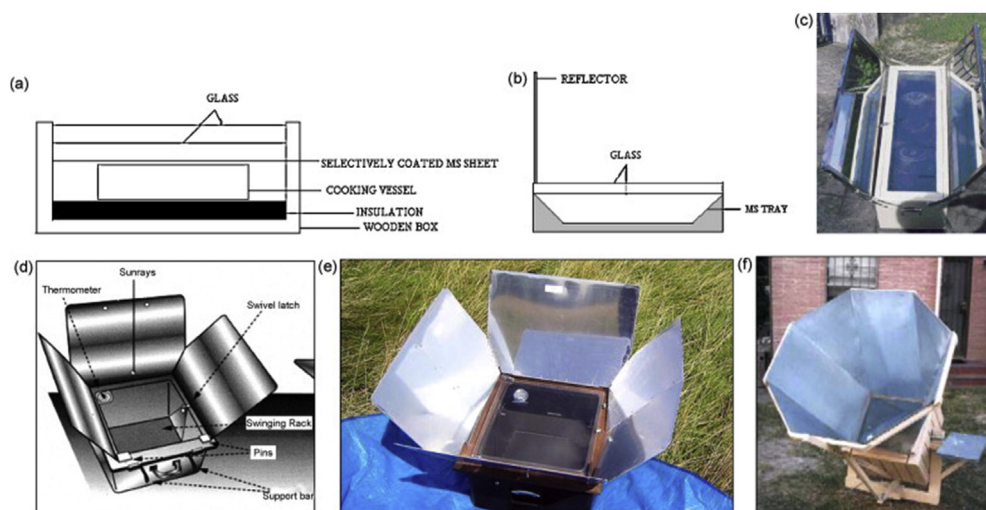 (a)
GLASS
SELECTIVELY COATED MS SHEET
COOKING VESSEL
INSULATION
WOODEN BOX
(b)
REFLECTOR
GLASS
MS TRAY
(c)
(d)
Sunrays
Thermometer
Swivel latch
Swinging Rack
Pins
Support bar
(e)
(f)